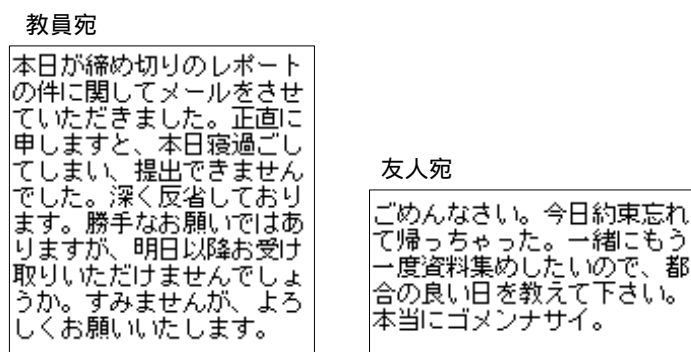 教員宛
本日が締め切りのレポート
の件に関してメールをさせ
ていただきました。正直に
申しますと、本日寝過ごし
てしまい、提出できません
でした。深く反省しており
ます。勝手なお願いではあ
りますが、明日以降お受け
取りいただけませんでしょ
うか。すみませんが、よろ
しくお願いいたします。
友人宛
ごめんなさい。今日約束忘れ
て帰っちゃった。一緒にもう
一度資料集めしたいので、都
合の良い日を教えて下さい。
本当にゴメンナサイ。